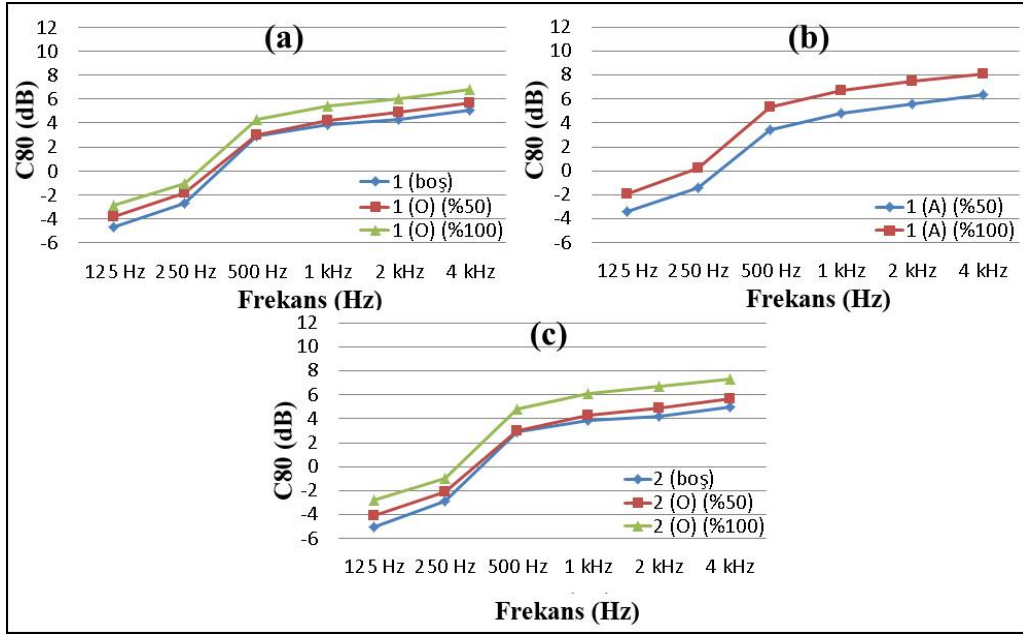 (a)
C80 (dB)
12
10
8
6
4
2
0
-2
-4
-6
1 (boş)
1 (O) (%50)
1 (O) (%100)
125 Hz 250 Hz 500 Hz 1 kHz 2 kHz 4 kHz
Frekans (Hz)
(b)
C80 (dB)
12
10
8
6
4
2
0
-2
-4
-6
1 (A) (%50)
1 (A) (%100)
125 Hz 250 Hz 500 Hz 1 kHz 2 kHz 4 kHz
Frekans (Hz)
(c)
C80 (dB)
12
10
8
6
4
2
0
-2
-4
-6
2 (boş)
2 (O) (%50)
2 (O) (%100)
125 Hz 250 Hz 500 Hz 1 kHz 2 kHz 4 kHz
Frekans (Hz)